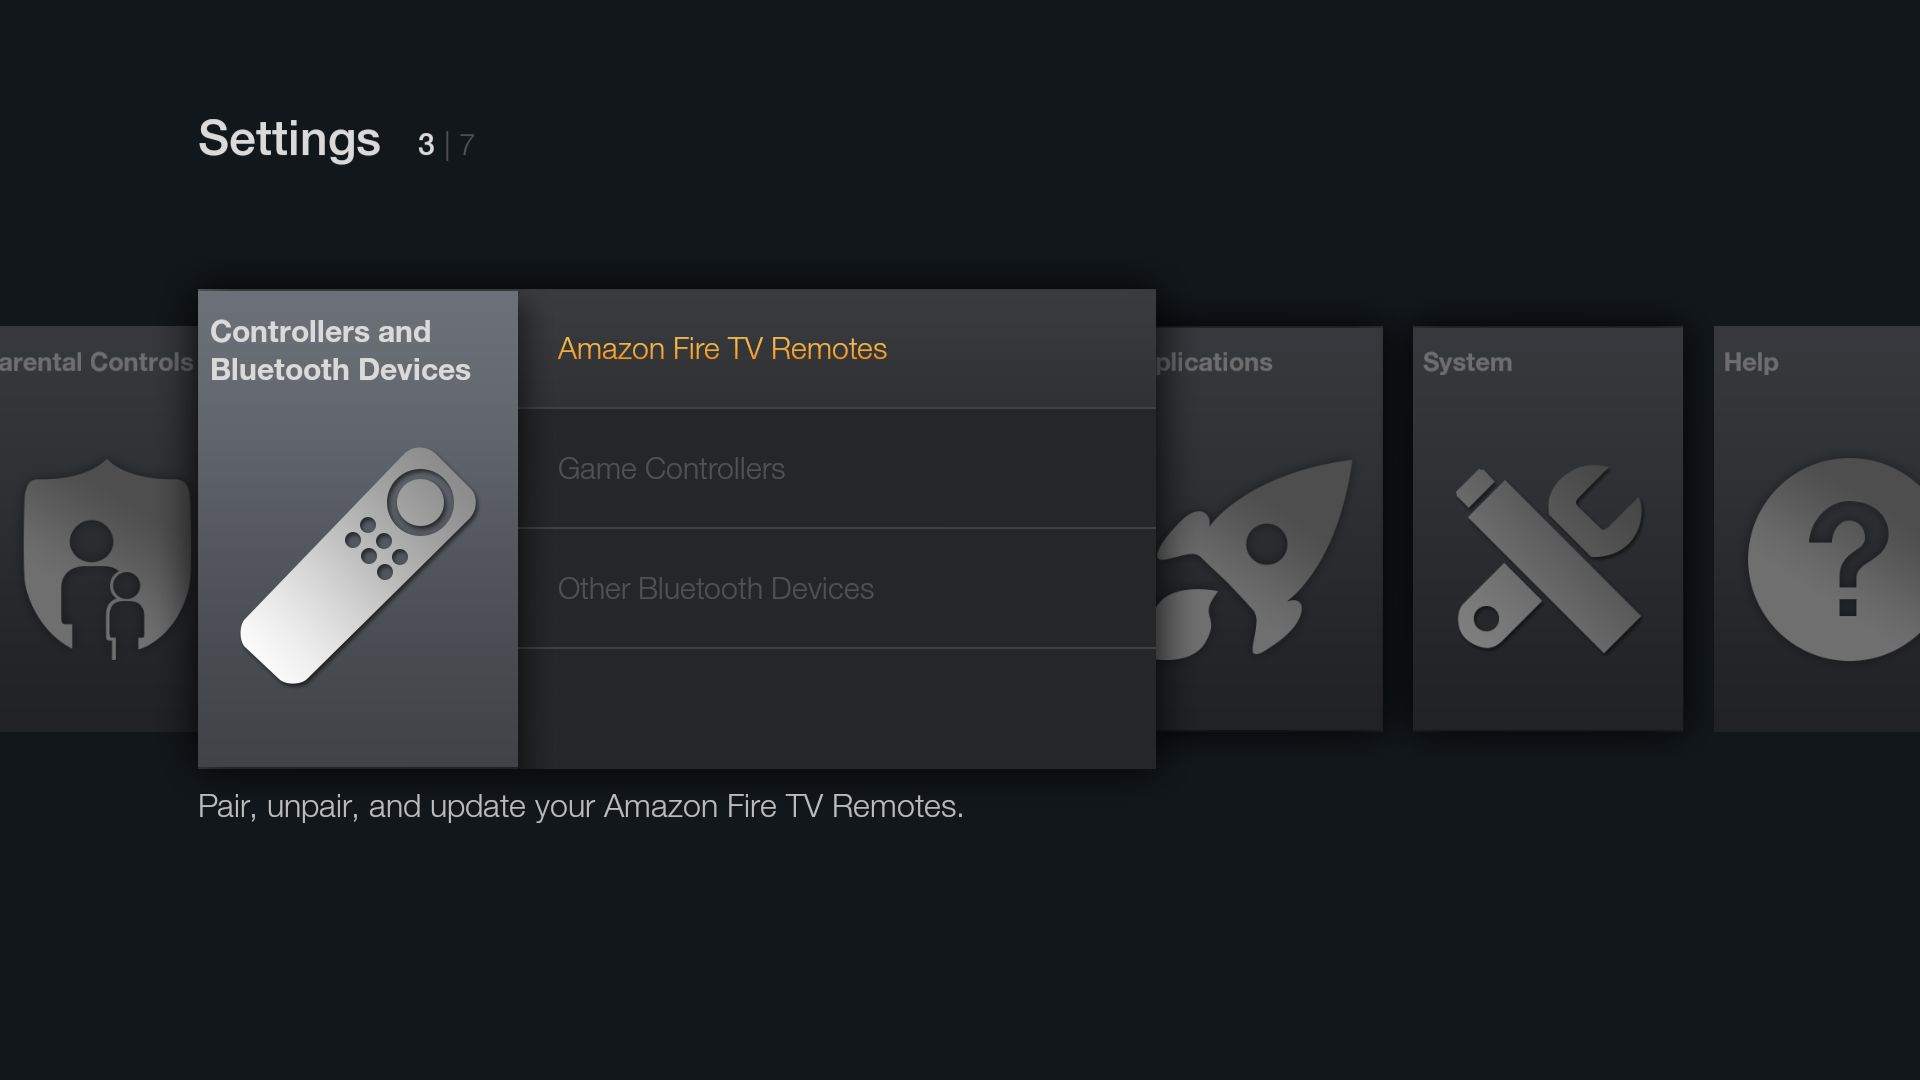 Settings 3 | 7
arental Controls
Controllers and
Bluetooth Devices
Amazon Fire TV Remotes
Game Controllers
Other Bluetooth Devices
plications
System
Help
Pair, unpair, and update your Amazon Fire TV Remotes.